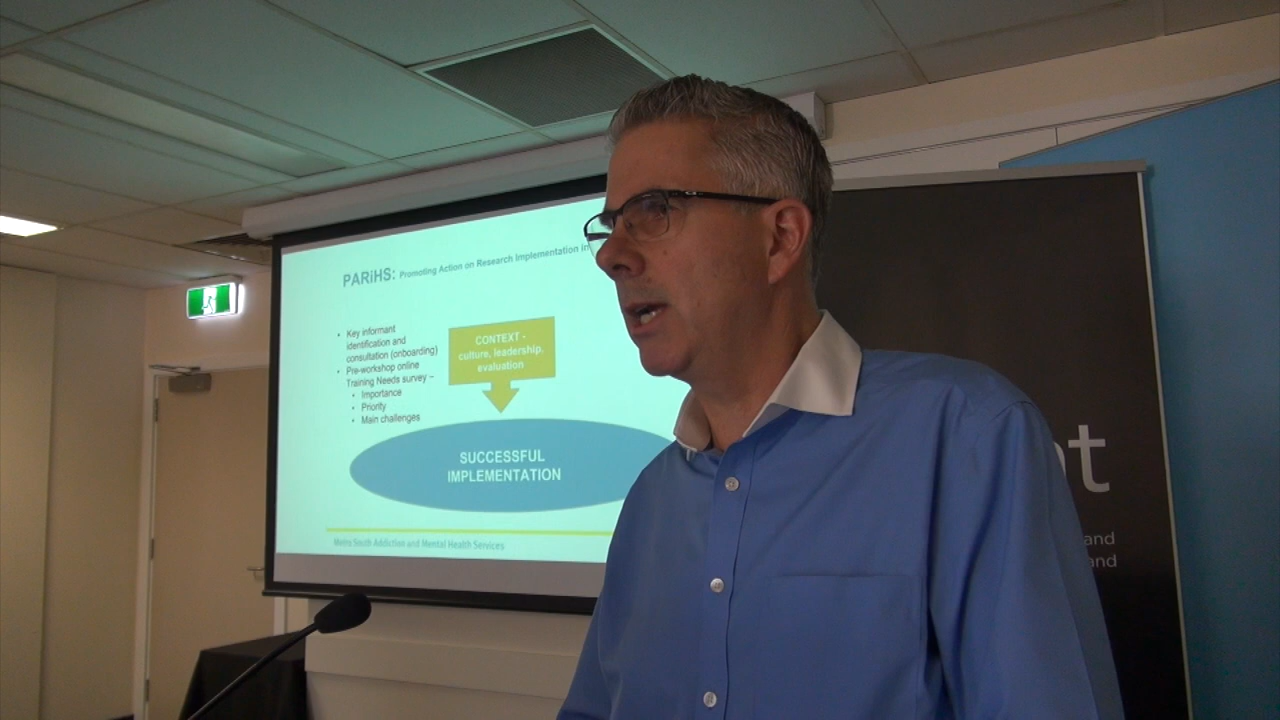 PARiHS: Promoting Action on Research Implementation in
• Key informant
identification and
consultation (onboarding)
• Pre-workshop online
Training Needs survey –
• Importance
• Priority
• Main challenges
CONTEXT -
culture, leadership,
evaluation
SUCCESSFUL
IMPLEMENTATION
Metro South Addiction and Mental Health Services
t
and
and